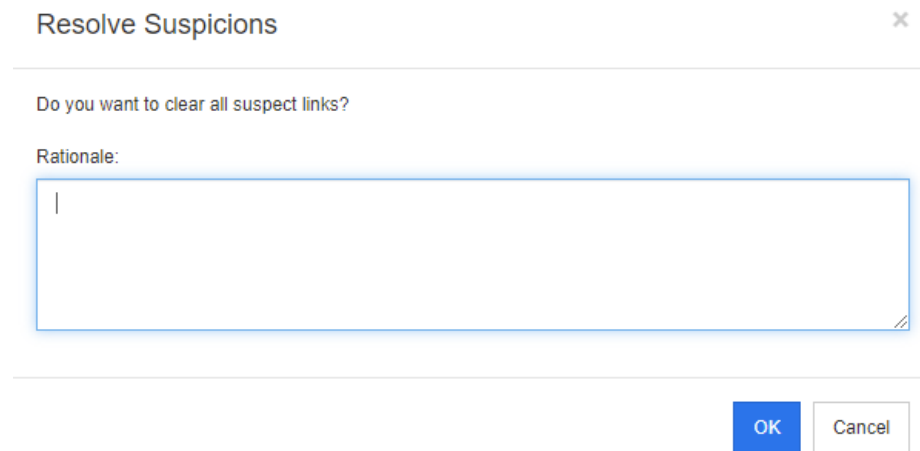 Resolve Suspicions
×
Do you want to clear all suspect links?
Rationale:
OK
Cancel